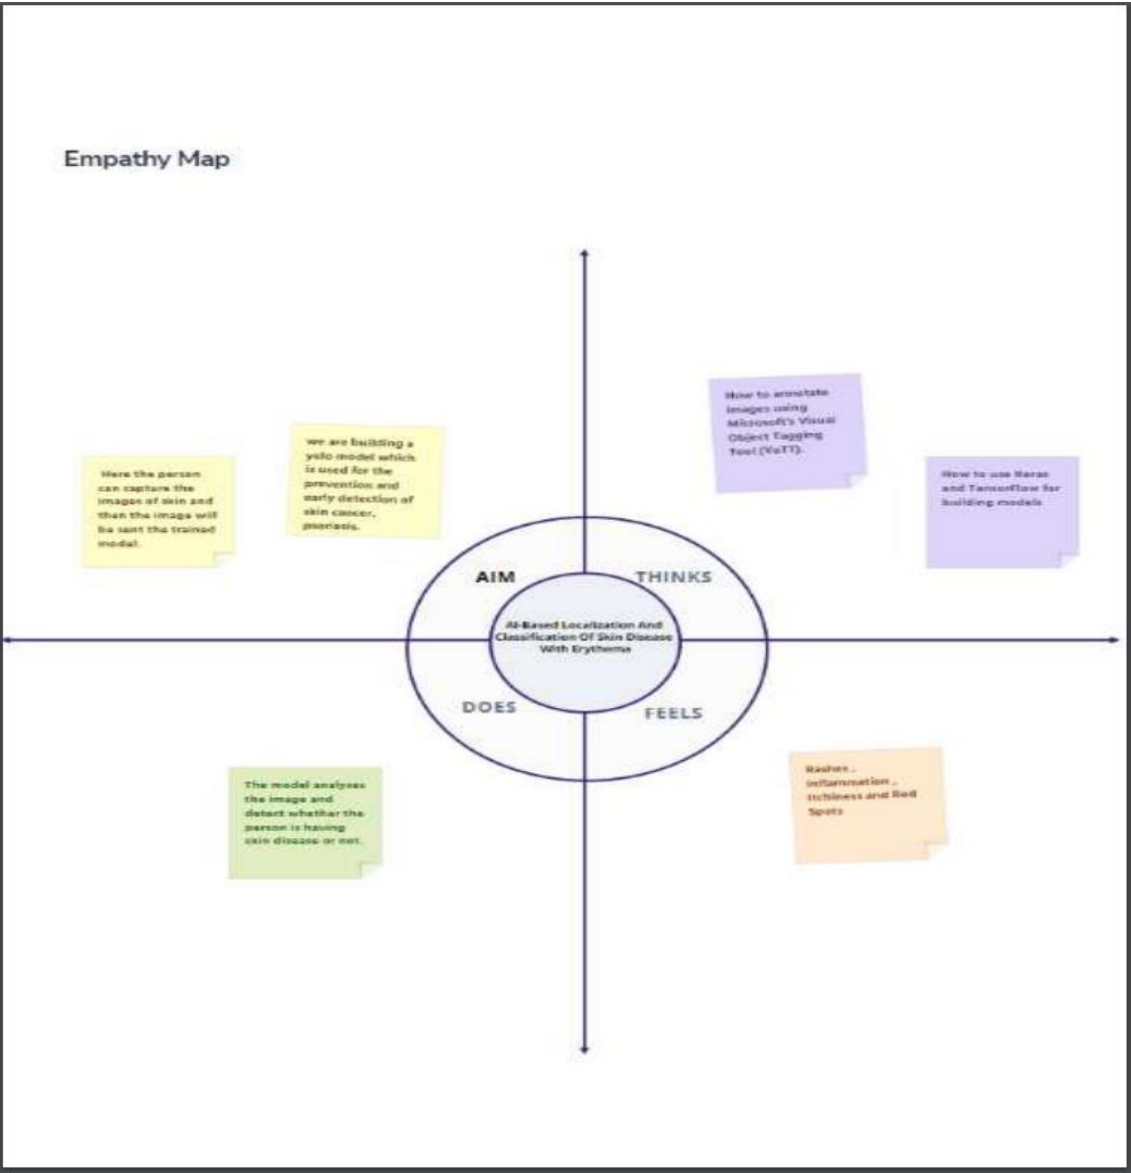 Empathy Map
Here the person
can capture the
images of skin and
then the image will
be sent the trained
model.
we are building a
yolo model which
is used for the
prevention and
early detection of
skin cancer,
psoriasis.
How to annotate
images using
Microsoft's Visual
Object Tagging
Tool (VoTT).
How to use Keras
and TensorFlow for
building models
AIM
THINKS
AI-Based Localization And
Classification Of Skin Disease
With Erythema
DOES
FEELS
The model analyses
the image and
detect whether the
person is having
skin disease or not.
Rashes ,
inflammation ,
Itchiness and Red
Spots